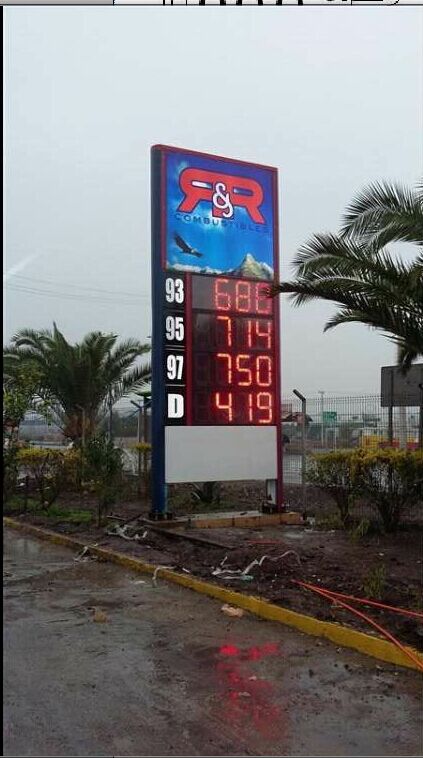 R&R
COMBUSTIBLES
93 686
95 714
97 750
D 419